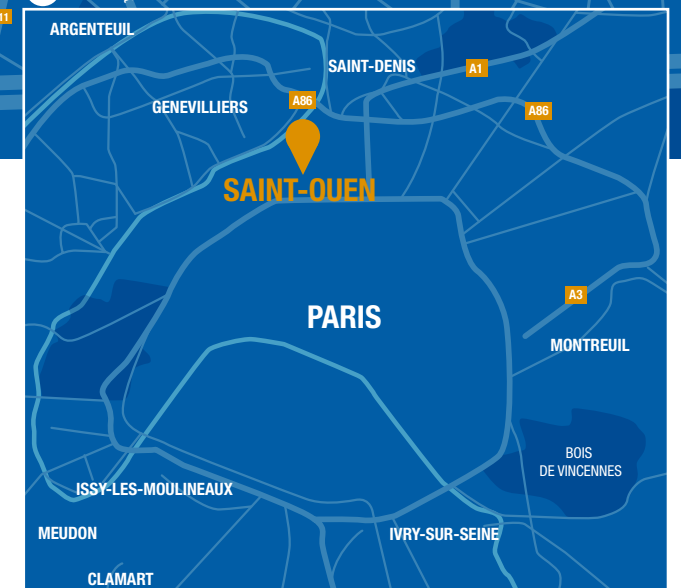 11
ARGENTEUIL
SAINT-DENIS
A1
GENEVILLIERS
A86
A86
SAINT-OUEN
A3
PARIS
MONTREUIL
BOIS
DE VINCENNES
ISSY-LES-MOULINEAUX
MEUDON
IVRY-SUR-SEINE
CLAMART